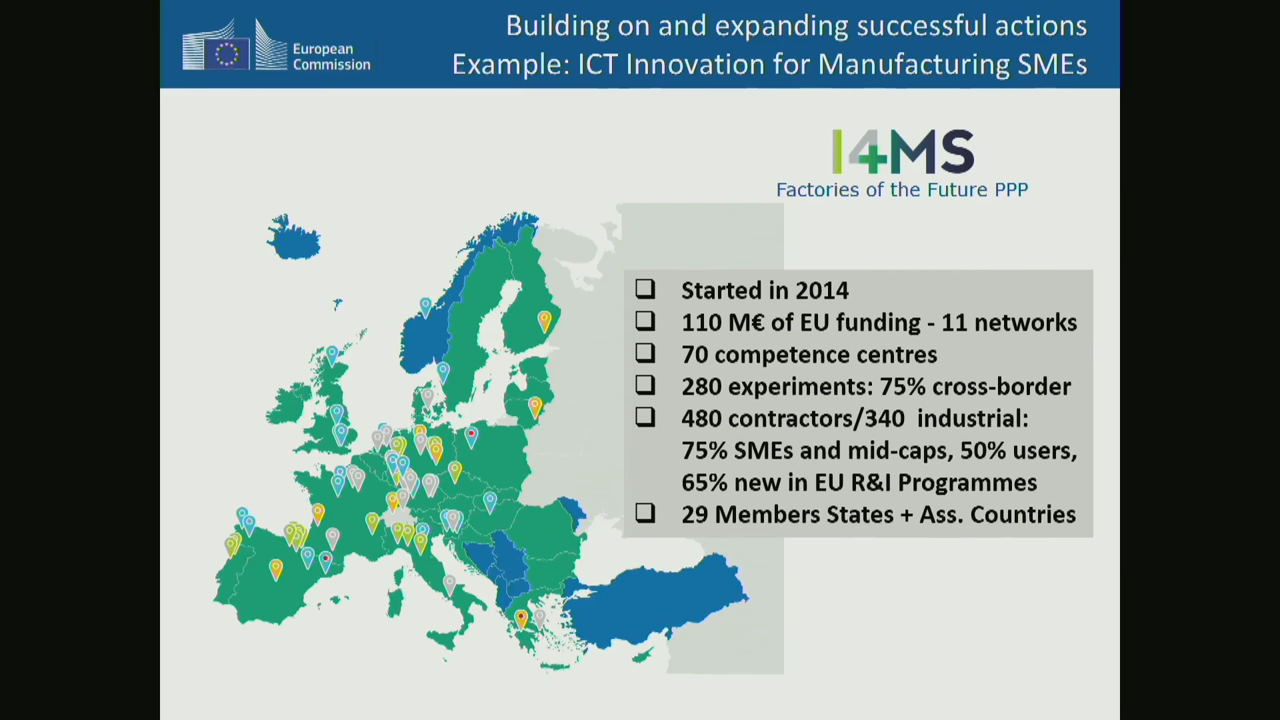 European
Commission
Building on and expanding successful actions
Example: ICT Innovation for Manufacturing SMEs
I4MS
Factories of the Future PPP
Started in 2014
110 M€ of EU funding - 11 networks
70 competence centres
280 experiments: 75% cross-border
480 contractors/340 industrial:
75% SMEs and mid-caps, 50% users,
65% new in EU R&I Programmes
29 Members States + Ass. Countries